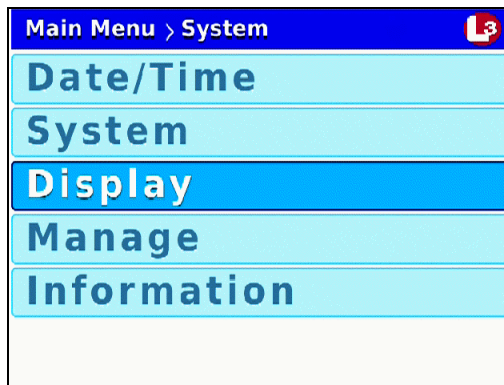 Main Menu > System
L3
Date/Time
System
Display
Manage
Information